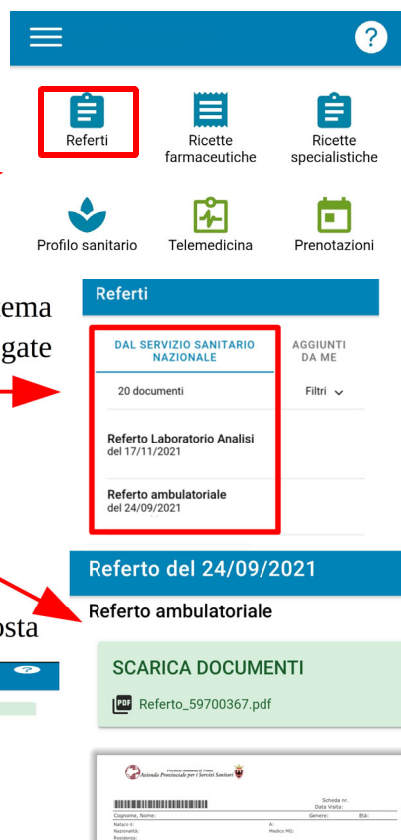 ?
Referti
Ricette
farmaceutiche
Ricette
specialistiche
Profilo sanitario
Telemedicina
Prenotazioni
tema
gate
Referti
DAL SERVIZIO SANITARIO
NAZIONALE
AGGIUNTI
DA ME
20 documenti
Filtri
Referto Laboratorio Analisi
del 17/11/2021
Referto ambulatoriale
del 24/09/2021
Referto del 24/09/2021
Referto ambulatoriale
osta
?
SCARICA DOCUMENTI
PDF Referto_59700367.pdf
Azienda Provinciale per i Servizi Sanitari
Scheda nr.
Data Visita:
Cognome, Nome:
Genere:
Età:
Nato/a il:
A:
Nazionalità:
Medico MG:
Residenza: